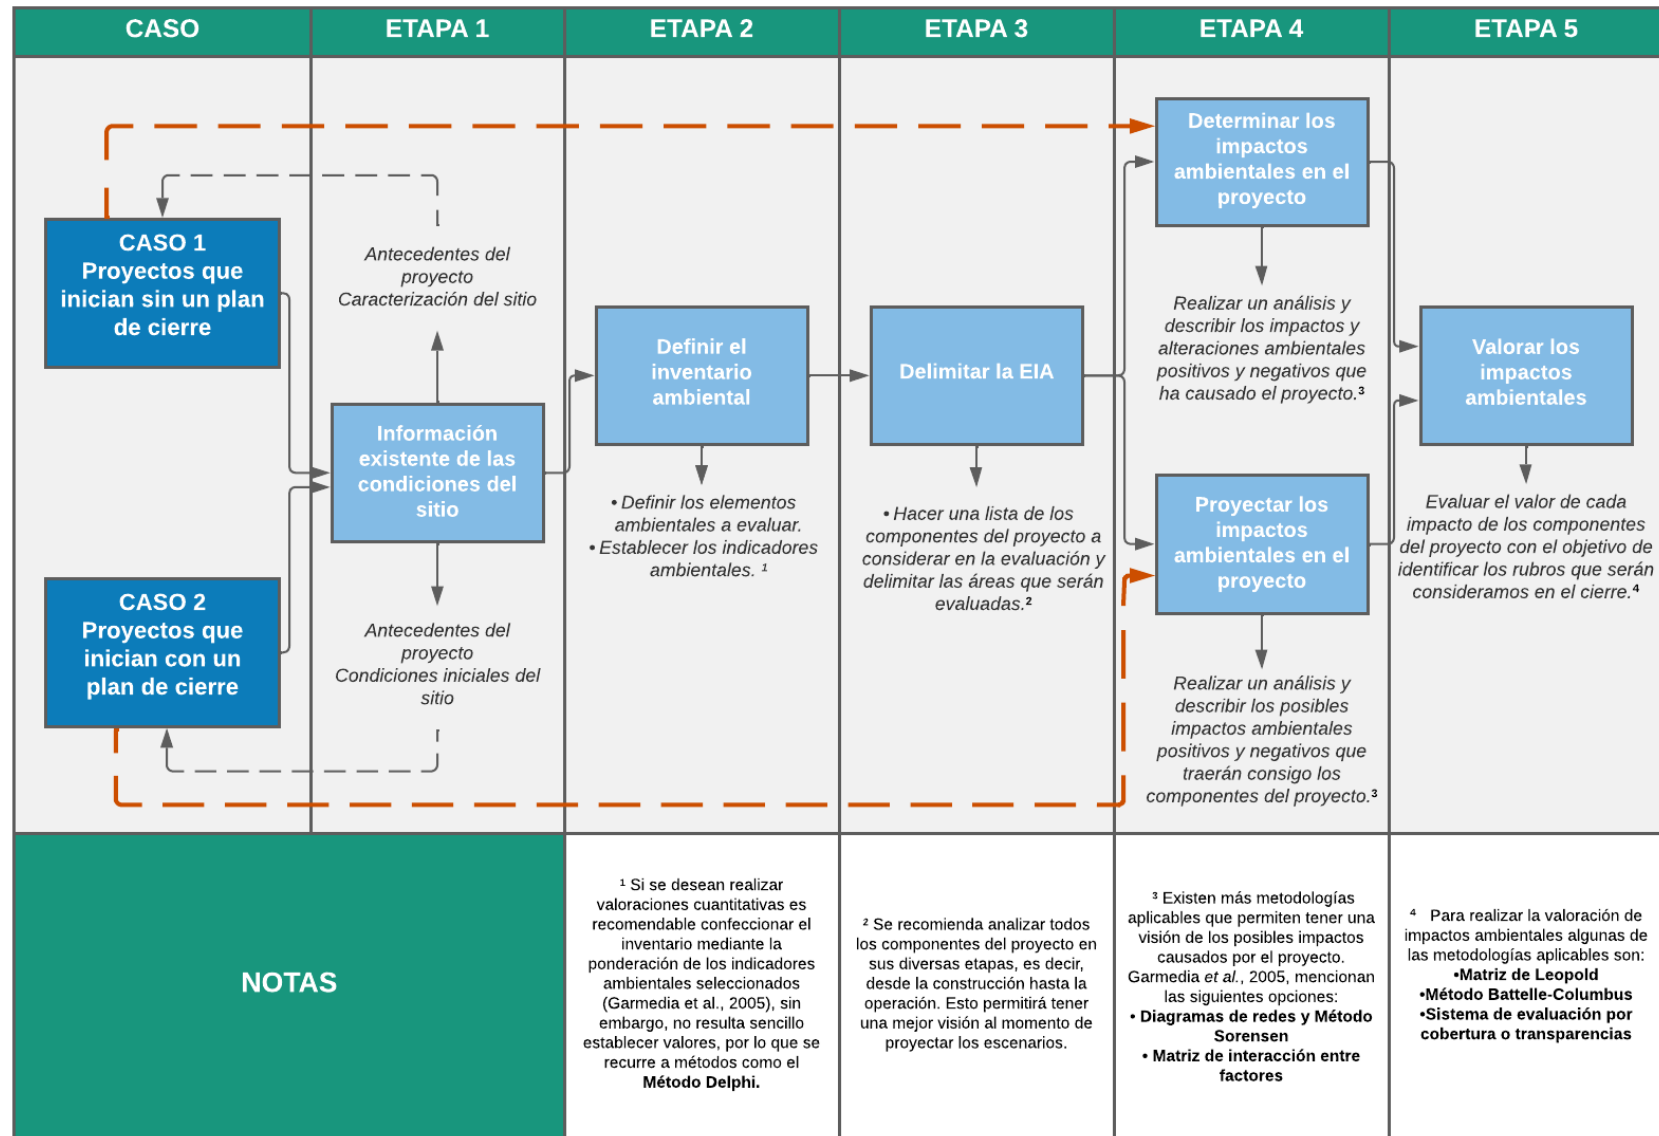 CASO
ETAPA 1
ETAPA 2
ETAPA 3
ETAPA 4
ETAPA 5
CASO 1
Proyectos que
inician sin un plan
de cierre
CASO 2
Proyectos que
inician con un
plan de cierre
Antecedentes del
proyecto
Caracterización del sitio
Información
existente de las
condiciones del
sitio
Antecedentes del
proyecto
Condiciones iniciales del
sitio
Definir el
inventario
ambiental
• Definir los elementos
ambientales a evaluar.
• Establecer los indicadores
ambientales. ¹
Delimitar la EIA
• Hacer una lista de los
componentes del proyecto a
considerar en la evaluación y
delimitar las áreas que serán
evaluadas.²
Determinar los
impactos
ambientales en el
proyecto
Realizar un análisis y
describir los impactos y
alteraciones ambientales
positivos y negativos que
ha causado el proyecto.³
Proyectar los
impactos
ambientales en el
proyecto
Realizar un análisis y
describir los posibles
impactos ambientales
positivos y negativos que
traerán consigo los
componentes del proyecto.³
Valorar los
impactos
ambientales
Evaluar el valor de cada
impacto de los componentes
del proyecto con el objetivo de
identificar los rubros que serán
consideramos en el cierre.⁴
NOTAS
¹ Si se desean realizar
valoraciones cuantitativas es
recomendable confeccionar el
inventario mediante la
ponderación de los indicadores
ambientales seleccionados
(Garmedia et al., 2005), sin
embargo, no resulta sencillo
establecer valores, por lo que se
recurre a métodos como el
Método Delphi.
² Se recomienda analizar todos
los componentes del proyecto en
sus diversas etapas, es decir,
desde la construcción hasta la
operación. Esto permitirá tener
una mejor visión al momento de
proyectar los escenarios.
³ Existen más metodologías
aplicables que permiten tener una
visión de los posibles impactos
causados por el proyecto.
Garmedia et al., 2005, mencionan
las siguientes opciones:
• Diagramas de redes y Método
Sorensen
• Matriz de interacción entre
factores
⁴ Para realizar la valoración de
impactos ambientales algunas de
las metodologías aplicables son:
•Matriz de Leopold
•Método Battelle-Columbus
•Sistema de evaluación por
cobertura o transparencias